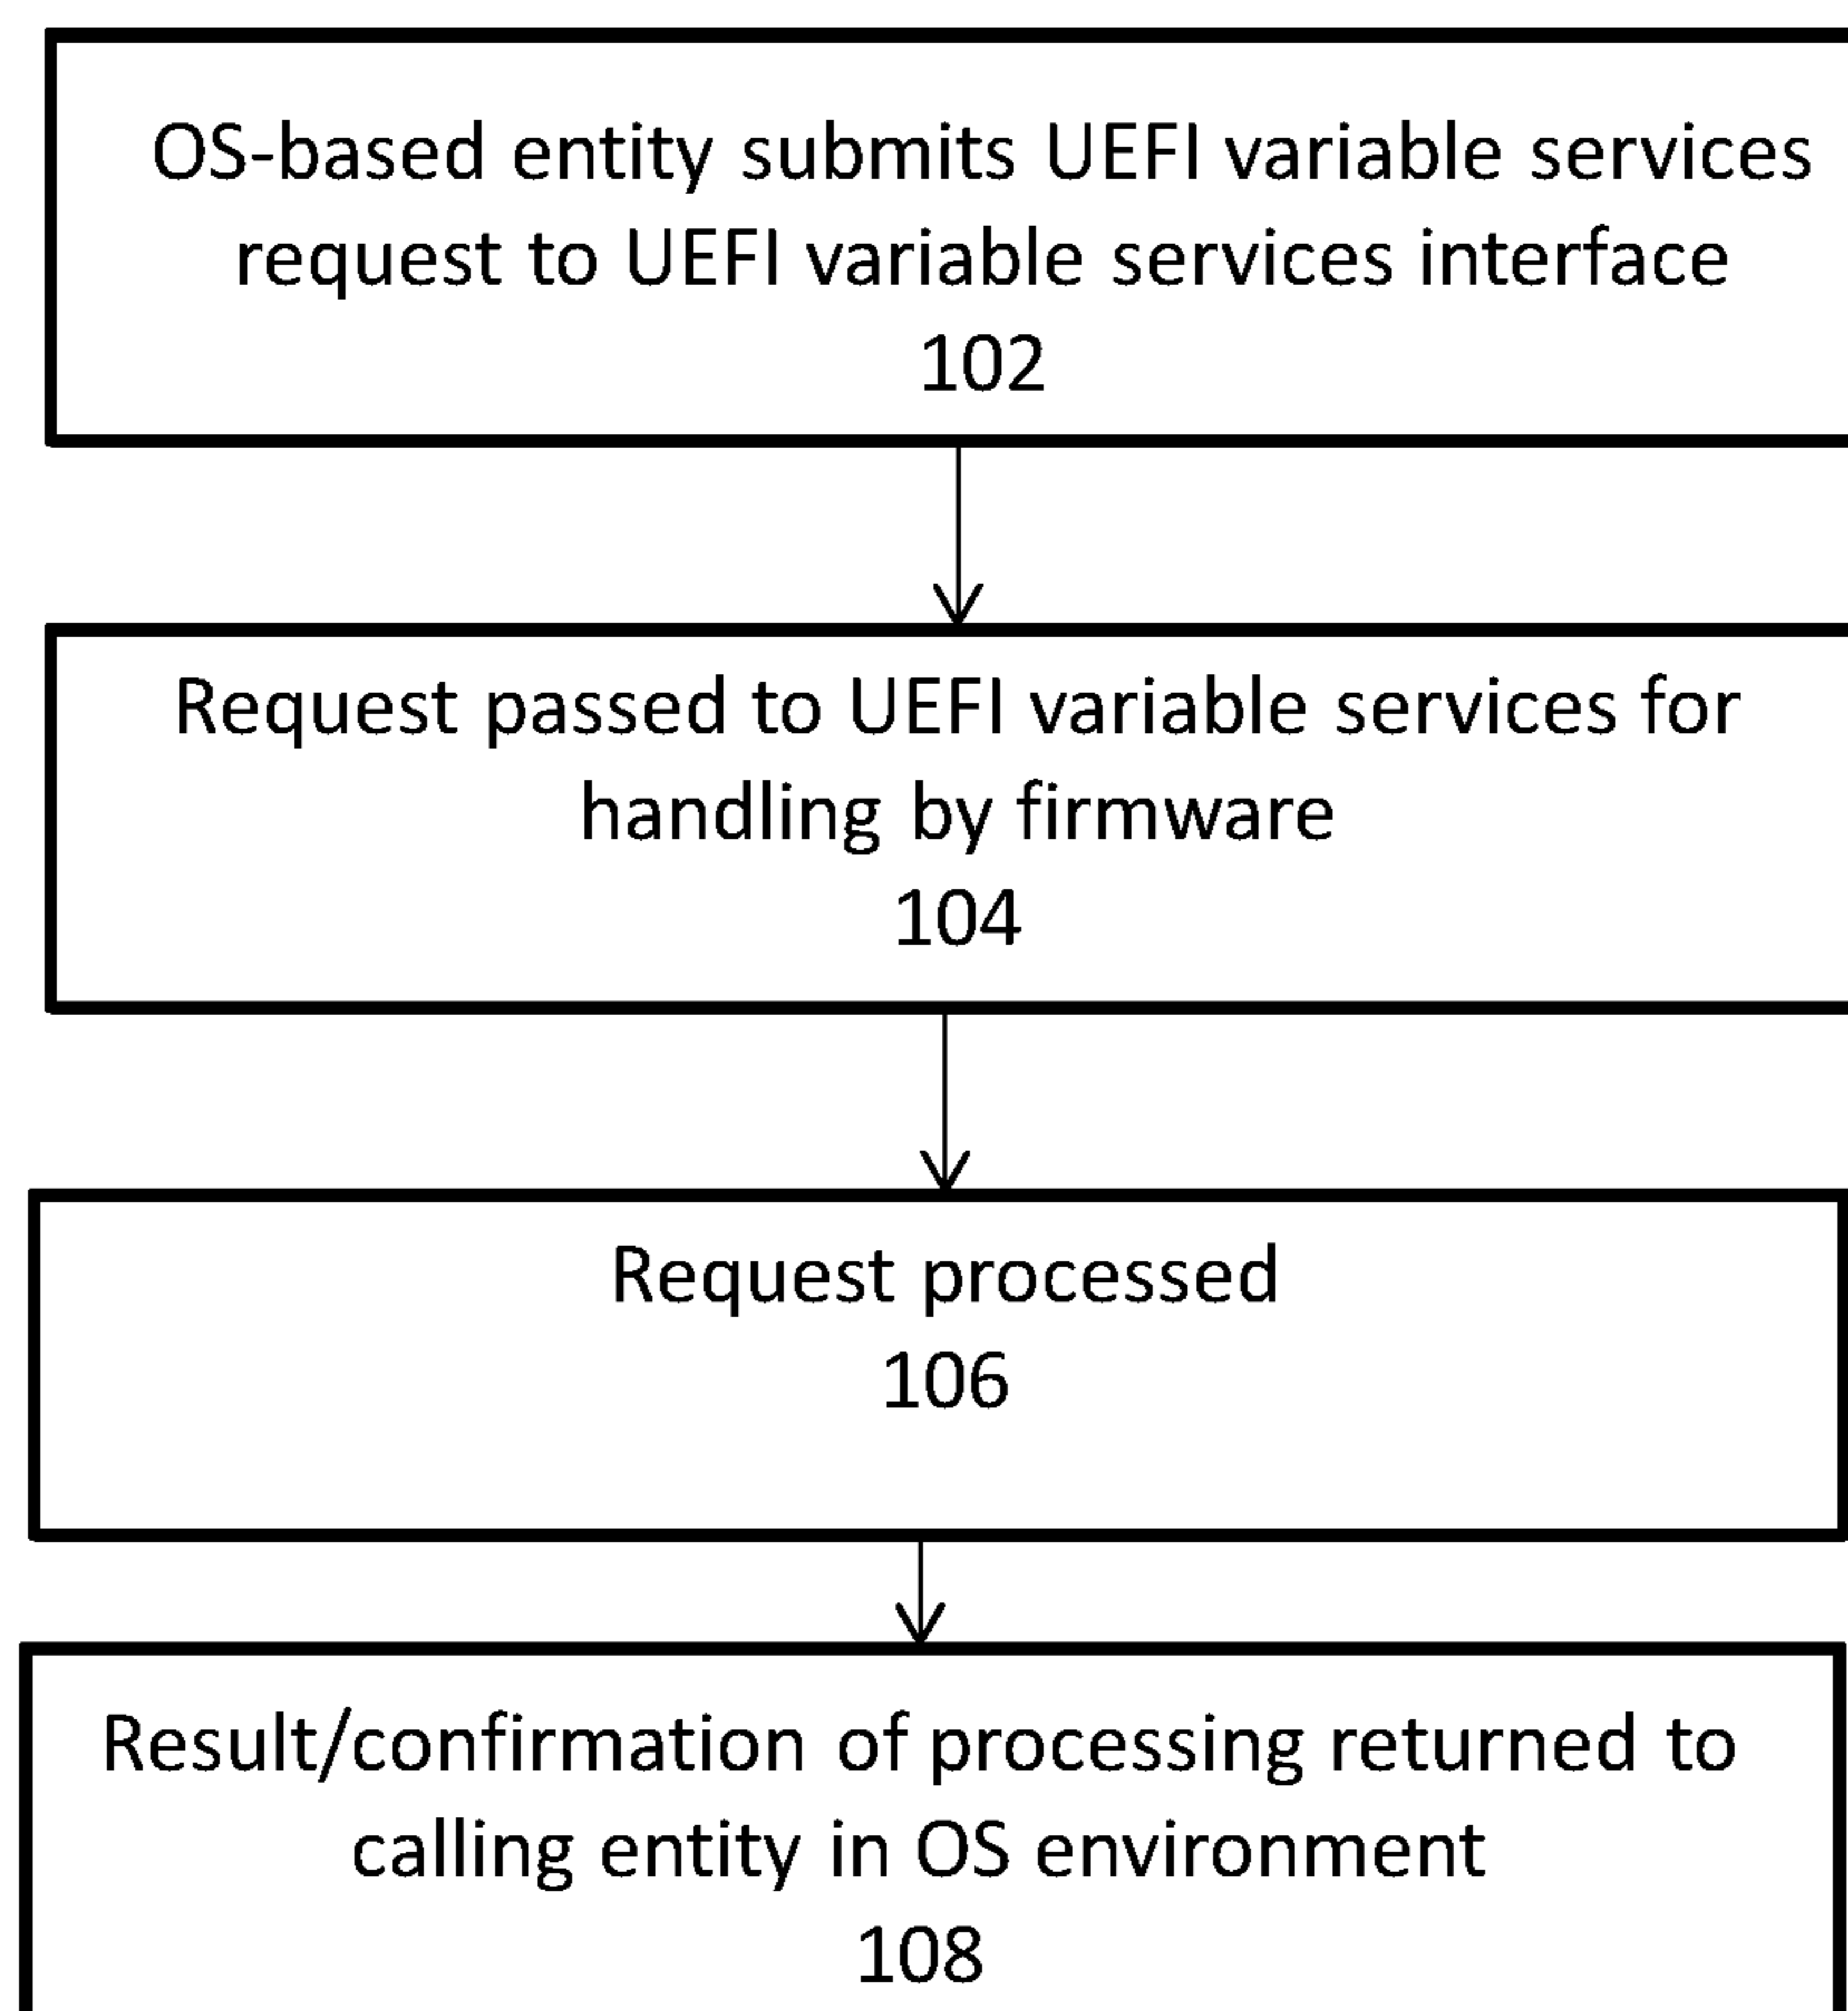 OS-based entity submits UEFI variable services
request to UEFI variable services interface
102
Request passed to UEFI variable services for
handling by firmware
104
Request processed
106
Result/confirmation of processing returned to
calling entity in OS environment
108